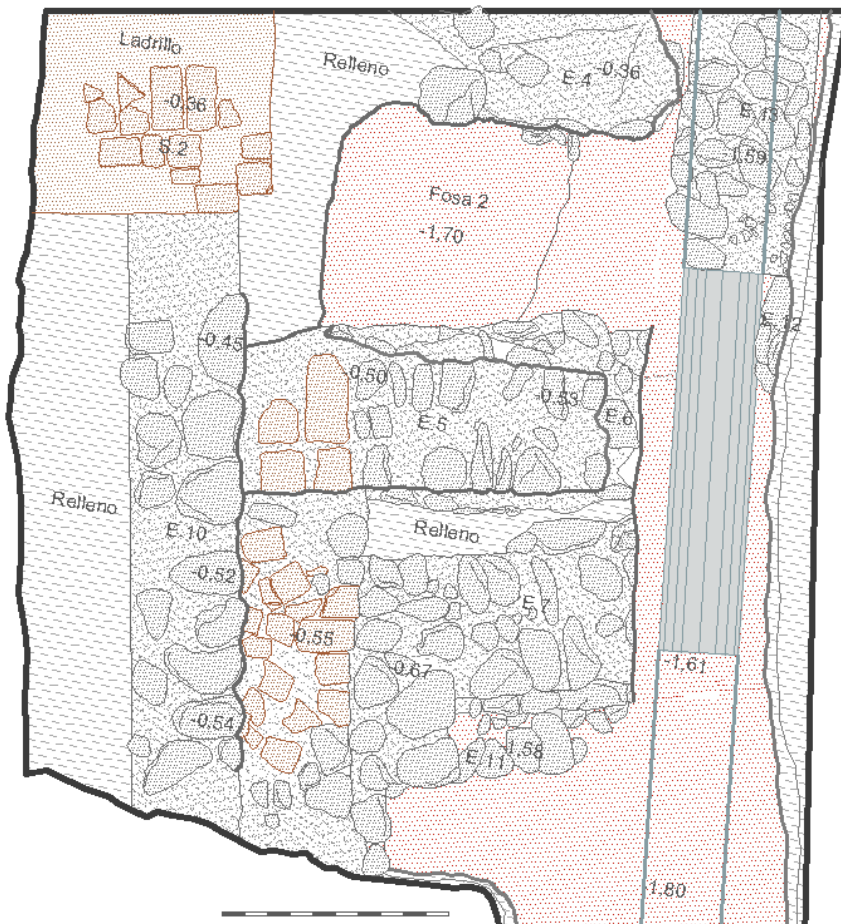 Ladrillo
-0.36
S.2
Relleno
E.4
-0.36
E.13
-1.59
Fosa 2
-1.70
E.12
-0.45
-0.50
-0.53
E.5
E.6
Relleno
E.10
Relleno
-0.52
E.7
-0.55
-0.67
-1.61
-0.54
E.11
-1.58
-1.80